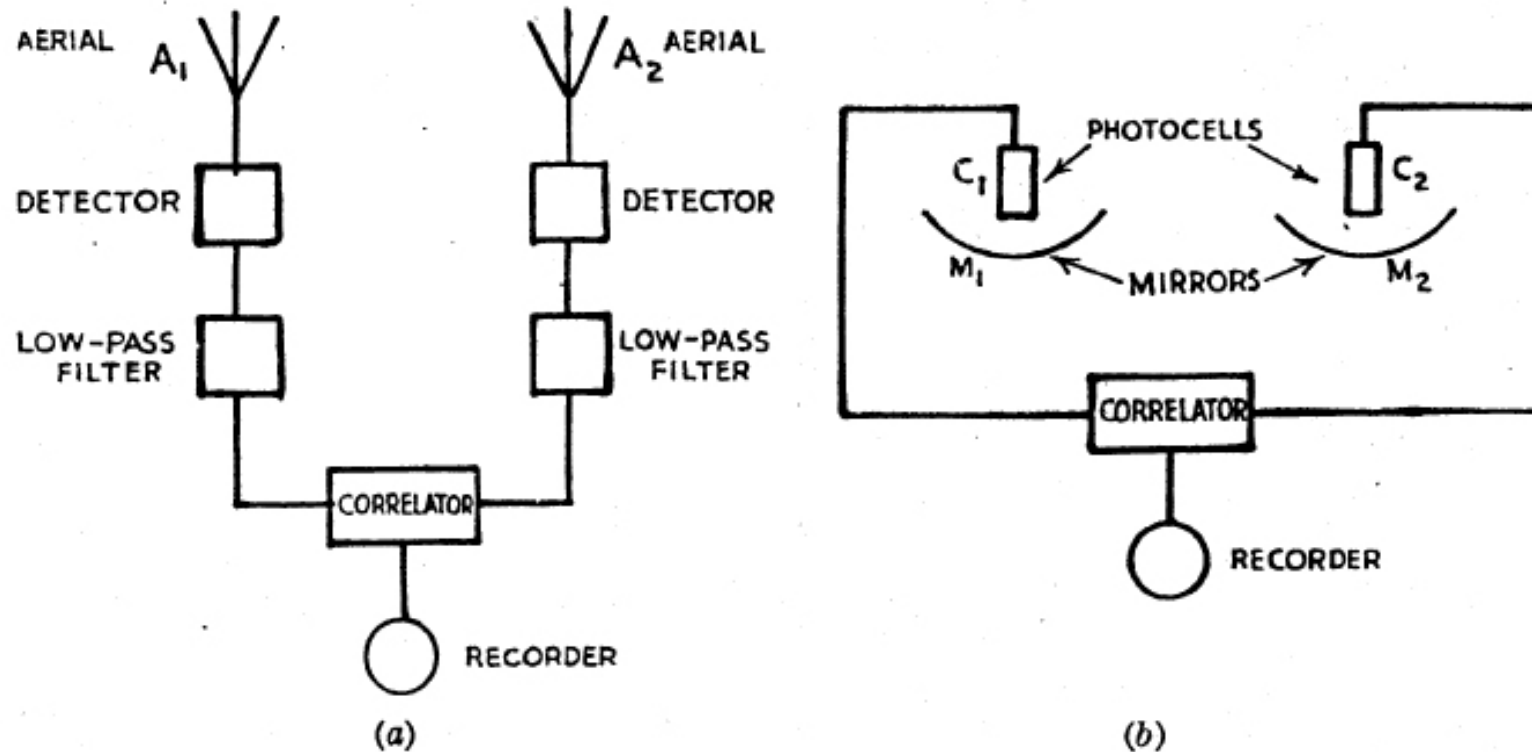 AERIAL
A₁
A₂
AERIAL
DETECTOR
DETECTOR
LOW-PASS
FILTER
LOW-PASS
FILTER
CORRELATOR
RECORDER
(a)
PHOTOCELLS
C₁
C₂
M₁
MIRRORS
M₂
CORRELATOR
RECORDER
(b)